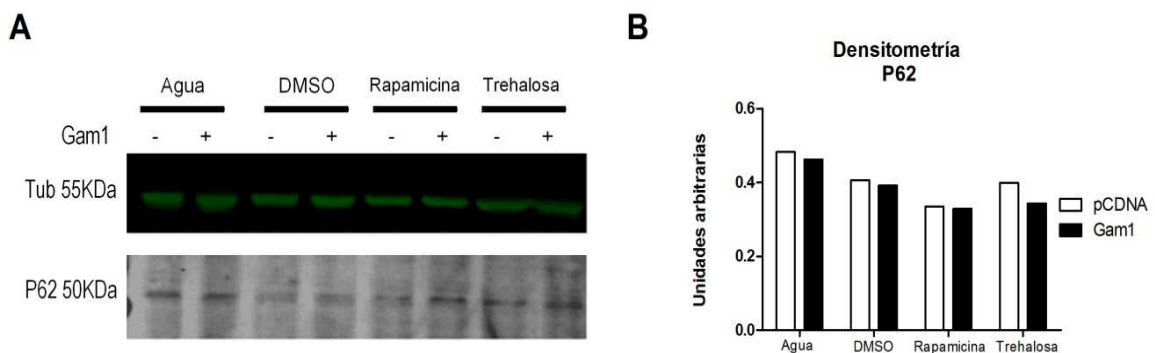 A
Agua DMSO Rapamicina Trehalosa
Gam1 - + - + - + - +
Tub 55KDa
P62 50KDa
B
Densitometría
P62
Unidades arbitrarias
0.6
0.4
0.2
0.0
Agua DMSO Rapamicina Trehalosa
pCDNA
Gam1